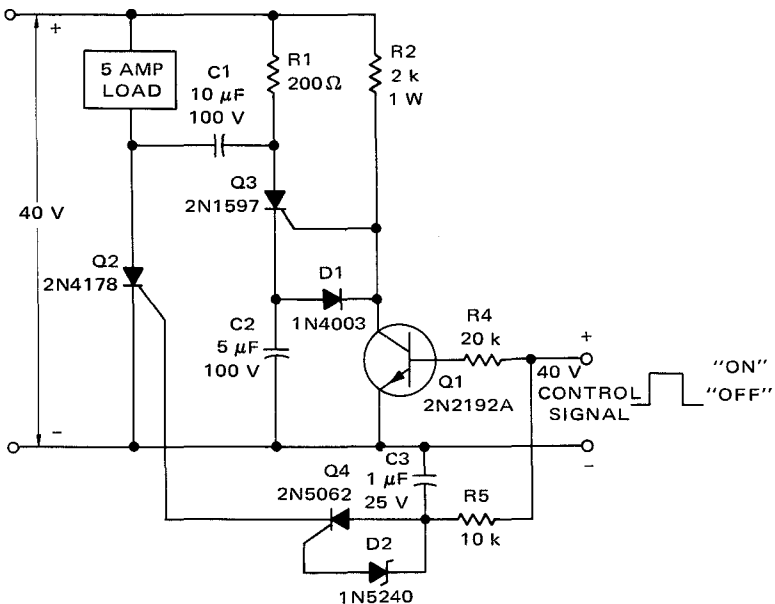 +
5 AMP
LOAD
C1
10 μF
100 V
R1
200Ω
R2
2 k
1 W
40 V
Q3
2N1597
Q2
2N4178
D1
1N4003
C2
5 μF
100 V
R4
20 k
Q1
2N2192A
+
40 V
CONTROL
SIGNAL
"ON"
"OFF"
−
−
C3
1 μF
25 V
Q4
2N5062
R5
10 k
D2
1N5240